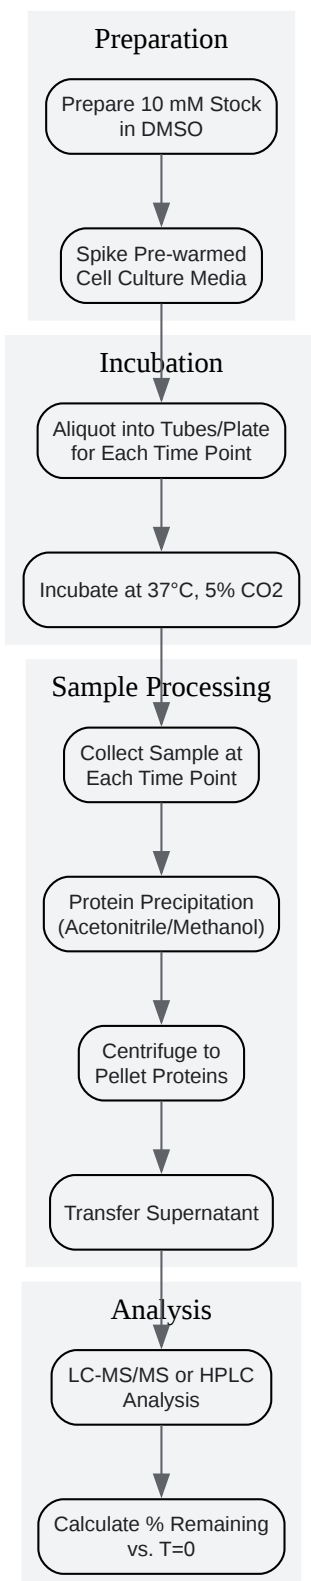 Preparation
Prepare 10 mM Stock
in DMSO
Spike Pre-warmed
Cell Culture Media
Incubation
Aliquot into Tubes/Plate
for Each Time Point
Incubate at 37°C, 5% CO2
Sample Processing
Collect Sample at
Each Time Point
Protein Precipitation
(Acetonitrile/Methanol)
Centrifuge to
Pellet Proteins
Transfer Supernatant
Analysis
LC-MS/MS or HPLC
Analysis
Calculate % Remaining
vs. T=0